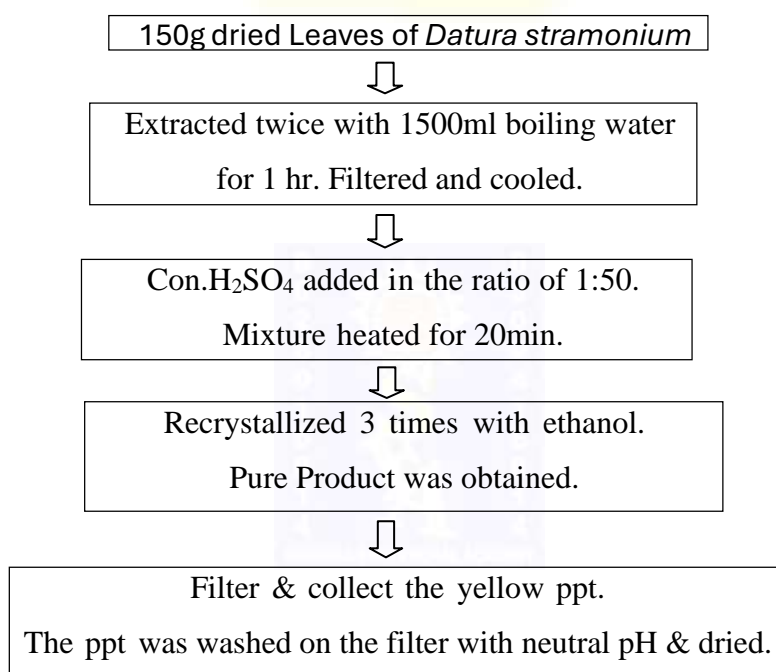 150g dried Leaves of Datura stramonium
Extracted twice with 1500ml boiling water
for 1 hr. Filtered and cooled.
Con.H₂SO₄ added in the ratio of 1:50.
Mixture heated for 20min.
Recrystallized 3 times with ethanol.
Pure Product was obtained.
Filter & collect the yellow ppt.
The ppt was washed on the filter with neutral pH & dried.